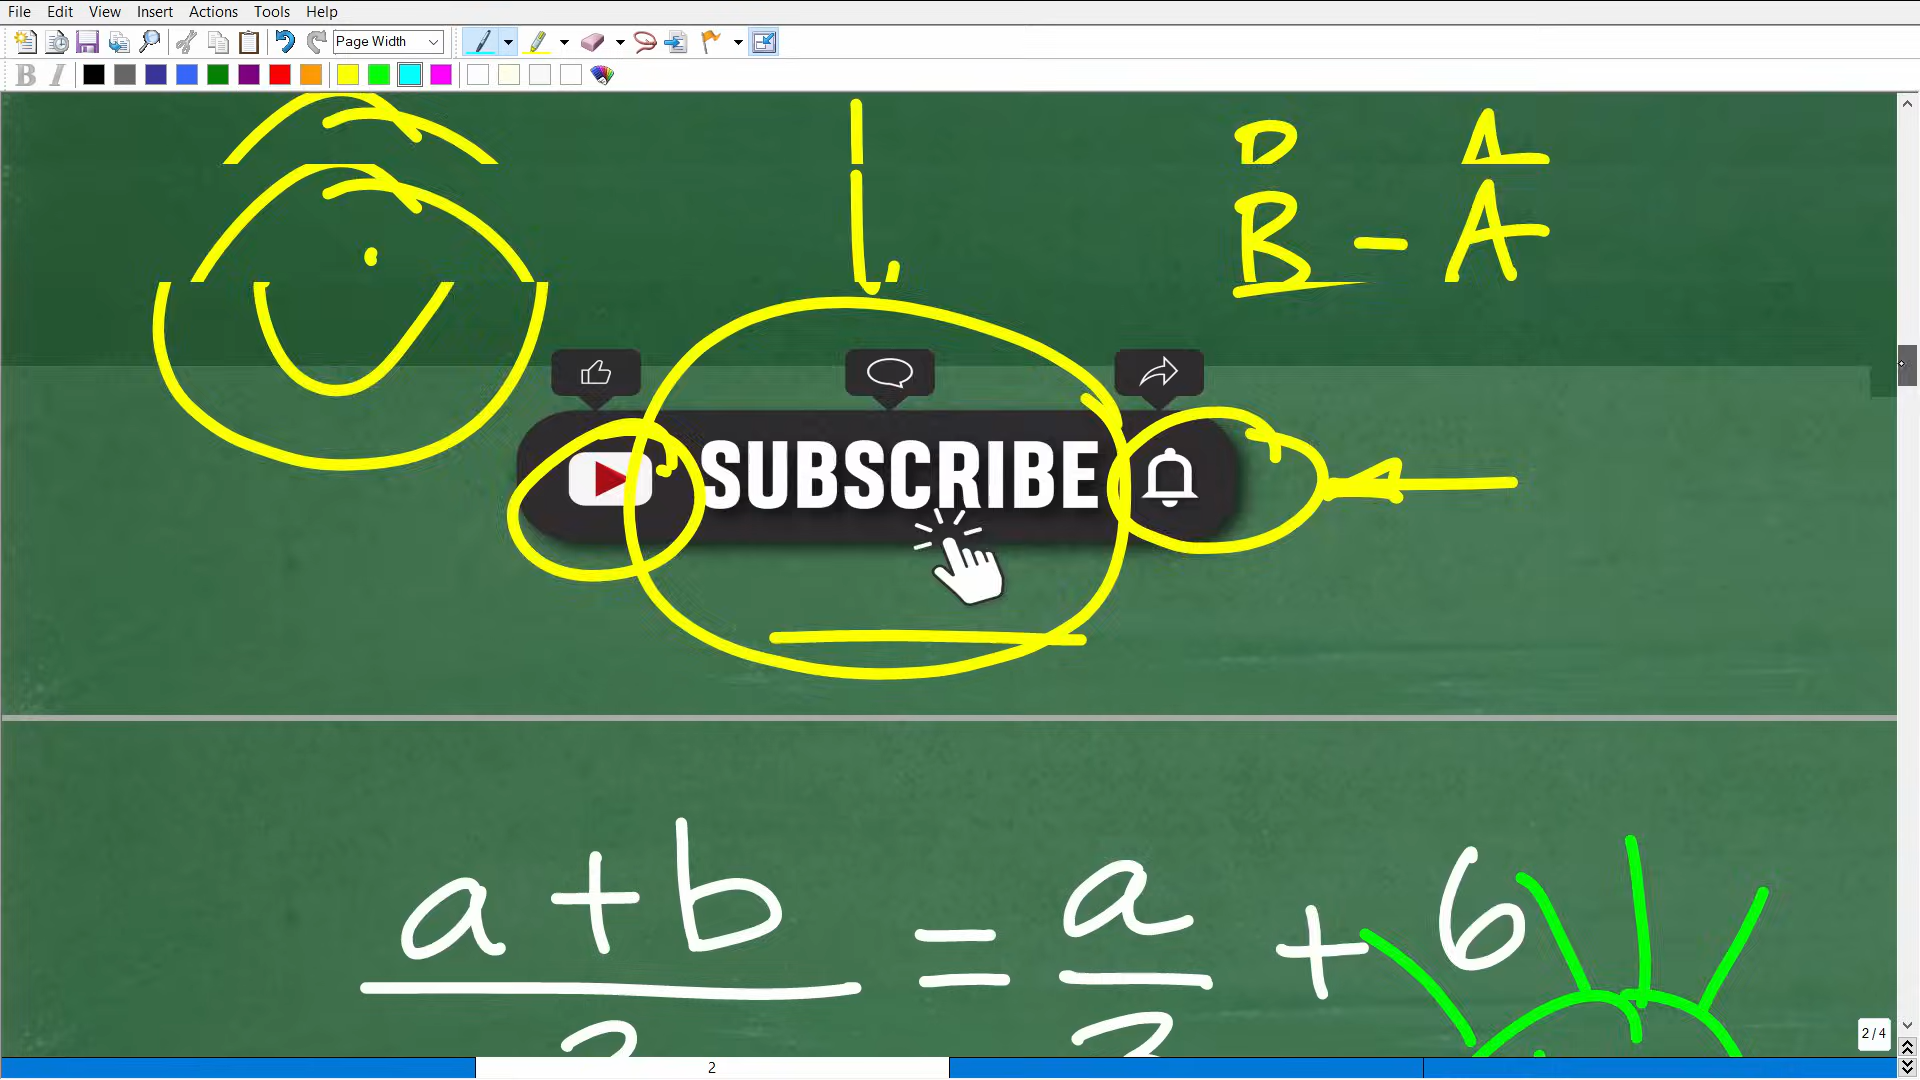 File Edit View Insert Actions Tools Help
Page Width
B - A
SUBSCRIBE
a + b = a + 6
2 / 4
2